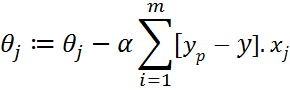 θ_j ≔ θ_j − α ∑_{i=1}^{m} [y_p − y]. x_j